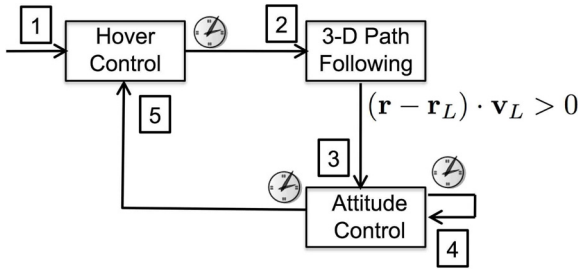 1
Hover
Control
2
3-D Path
Following
(r − r_L) · v_L > 0
5
3
Attitude
Control
4